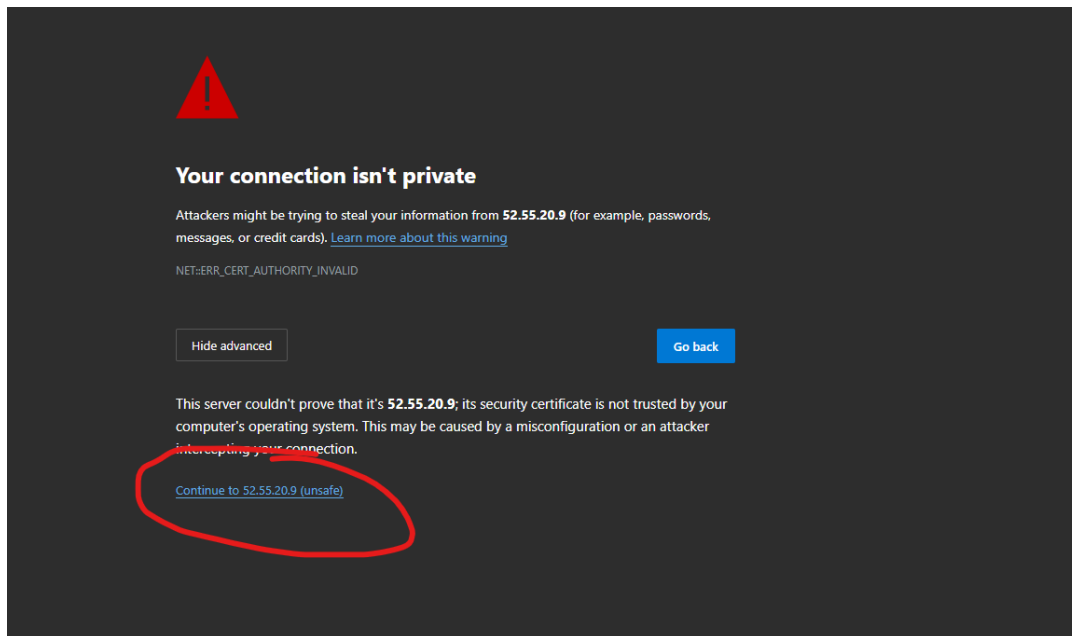 Your connection isn't private
Attackers might be trying to steal your information from 52.55.20.9 (for example, passwords,
messages, or credit cards). Learn more about this warning
NET::ERR_CERT_AUTHORITY_INVALID
Hide advanced
Go back
This server couldn't prove that it's 52.55.20.9; its security certificate is not trusted by your
computer's operating system. This may be caused by a misconfiguration or an attacker
intercepting your connection.
Continue to 52.55.20.9 (unsafe)